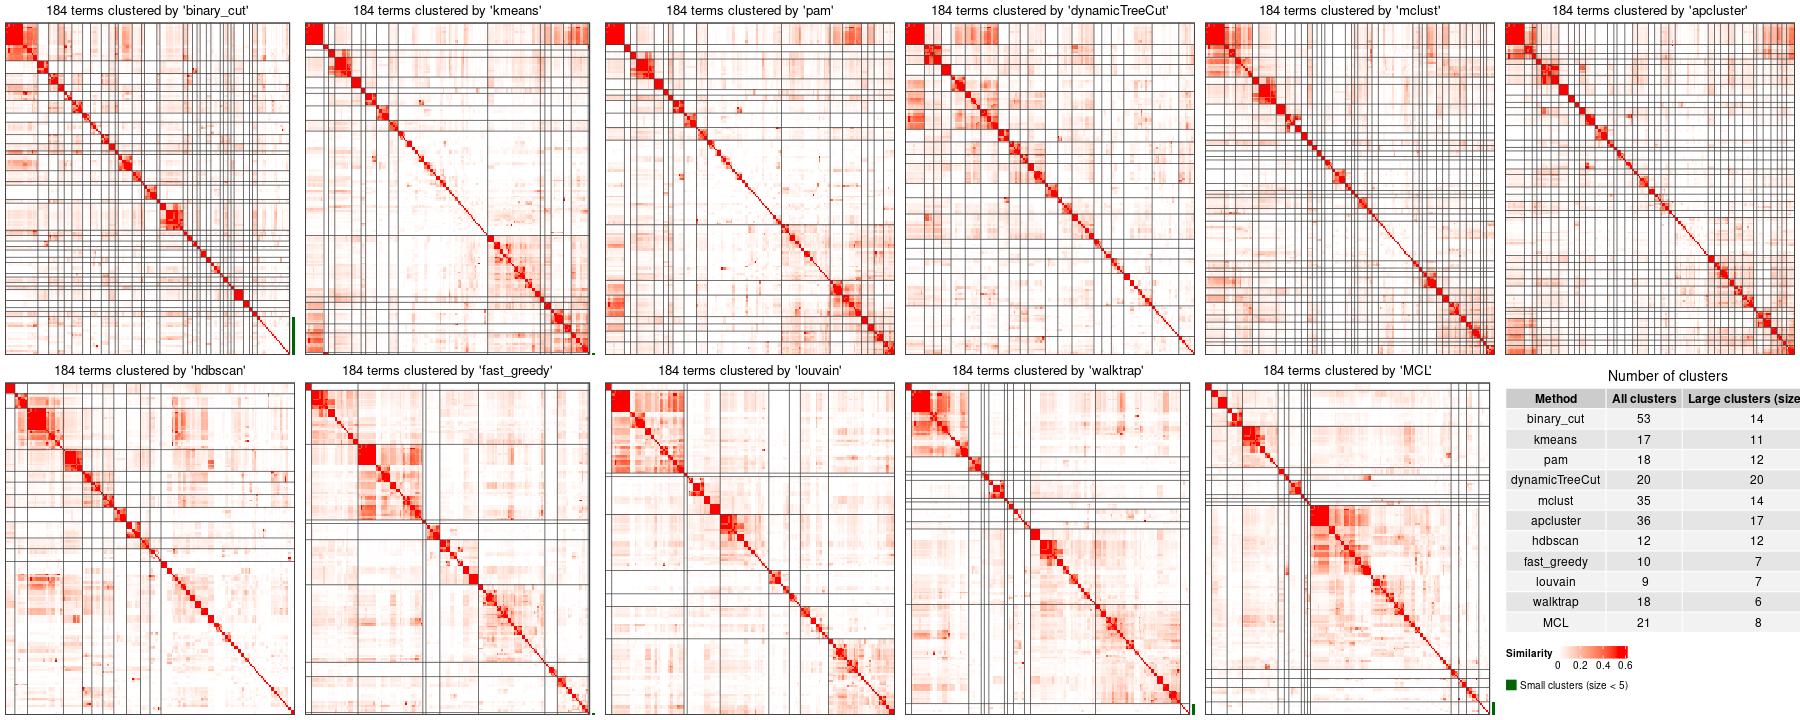 184 terms clustered by 'binary_cut'
184 terms clustered by 'kmeans'
184 terms clustered by 'pam'
184 terms clustered by 'dynamicTreeCut'
184 terms clustered by 'mclust'
184 terms clustered by 'apcluster'
184 terms clustered by 'hdbscan'
184 terms clustered by 'fast_greedy'
184 terms clustered by 'louvain'
184 terms clustered by 'walktrap'
184 terms clustered by 'MCL'
Number of clusters
Method All clusters Large clusters (size
binary_cut 53 14
kmeans 17 11
pam 18 12
dynamicTreeCut 20 20
mclust 35 14
apcluster 36 17
hdbscan 12 12
fast_greedy 10 7
louvain 9 7
walktrap 18 6
MCL 21 8
Similarity
0 0.2 0.4 0.6
Small clusters (size < 5)